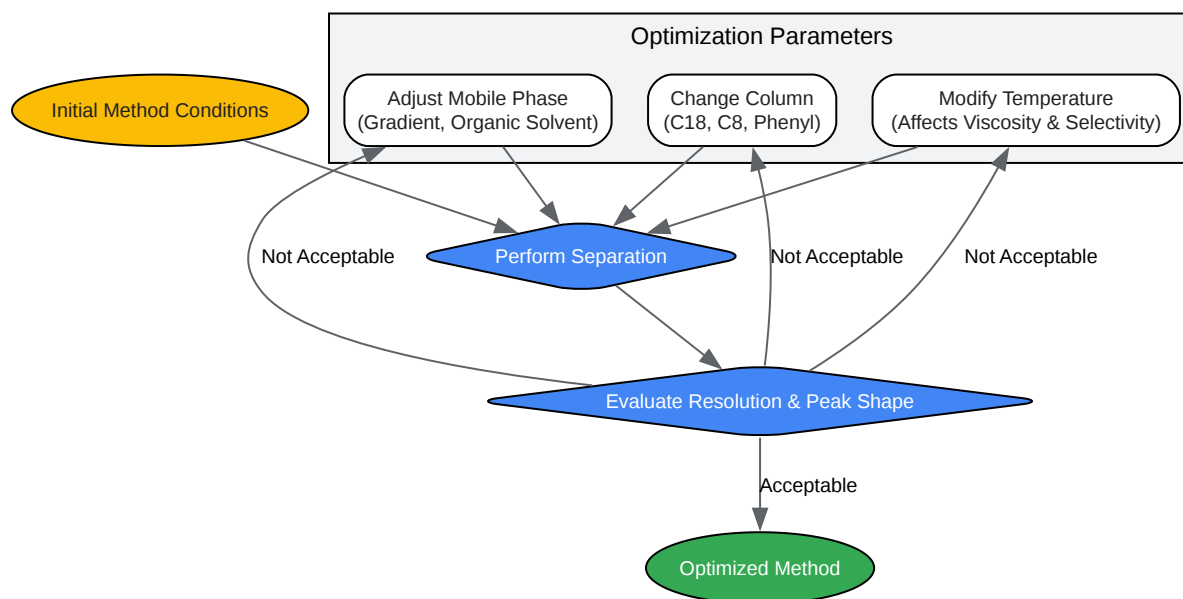 Optimization Parameters
Initial Method Conditions
Adjust Mobile Phase
(Gradient, Organic Solvent)
Change Column
(C18, C8, Phenyl)
Modify Temperature
(Affects Viscosity & Selectivity)
Perform Separation
Not Acceptable
Not Acceptable
Not Acceptable
Evaluate Resolution & Peak Shape
Acceptable
Optimized Method